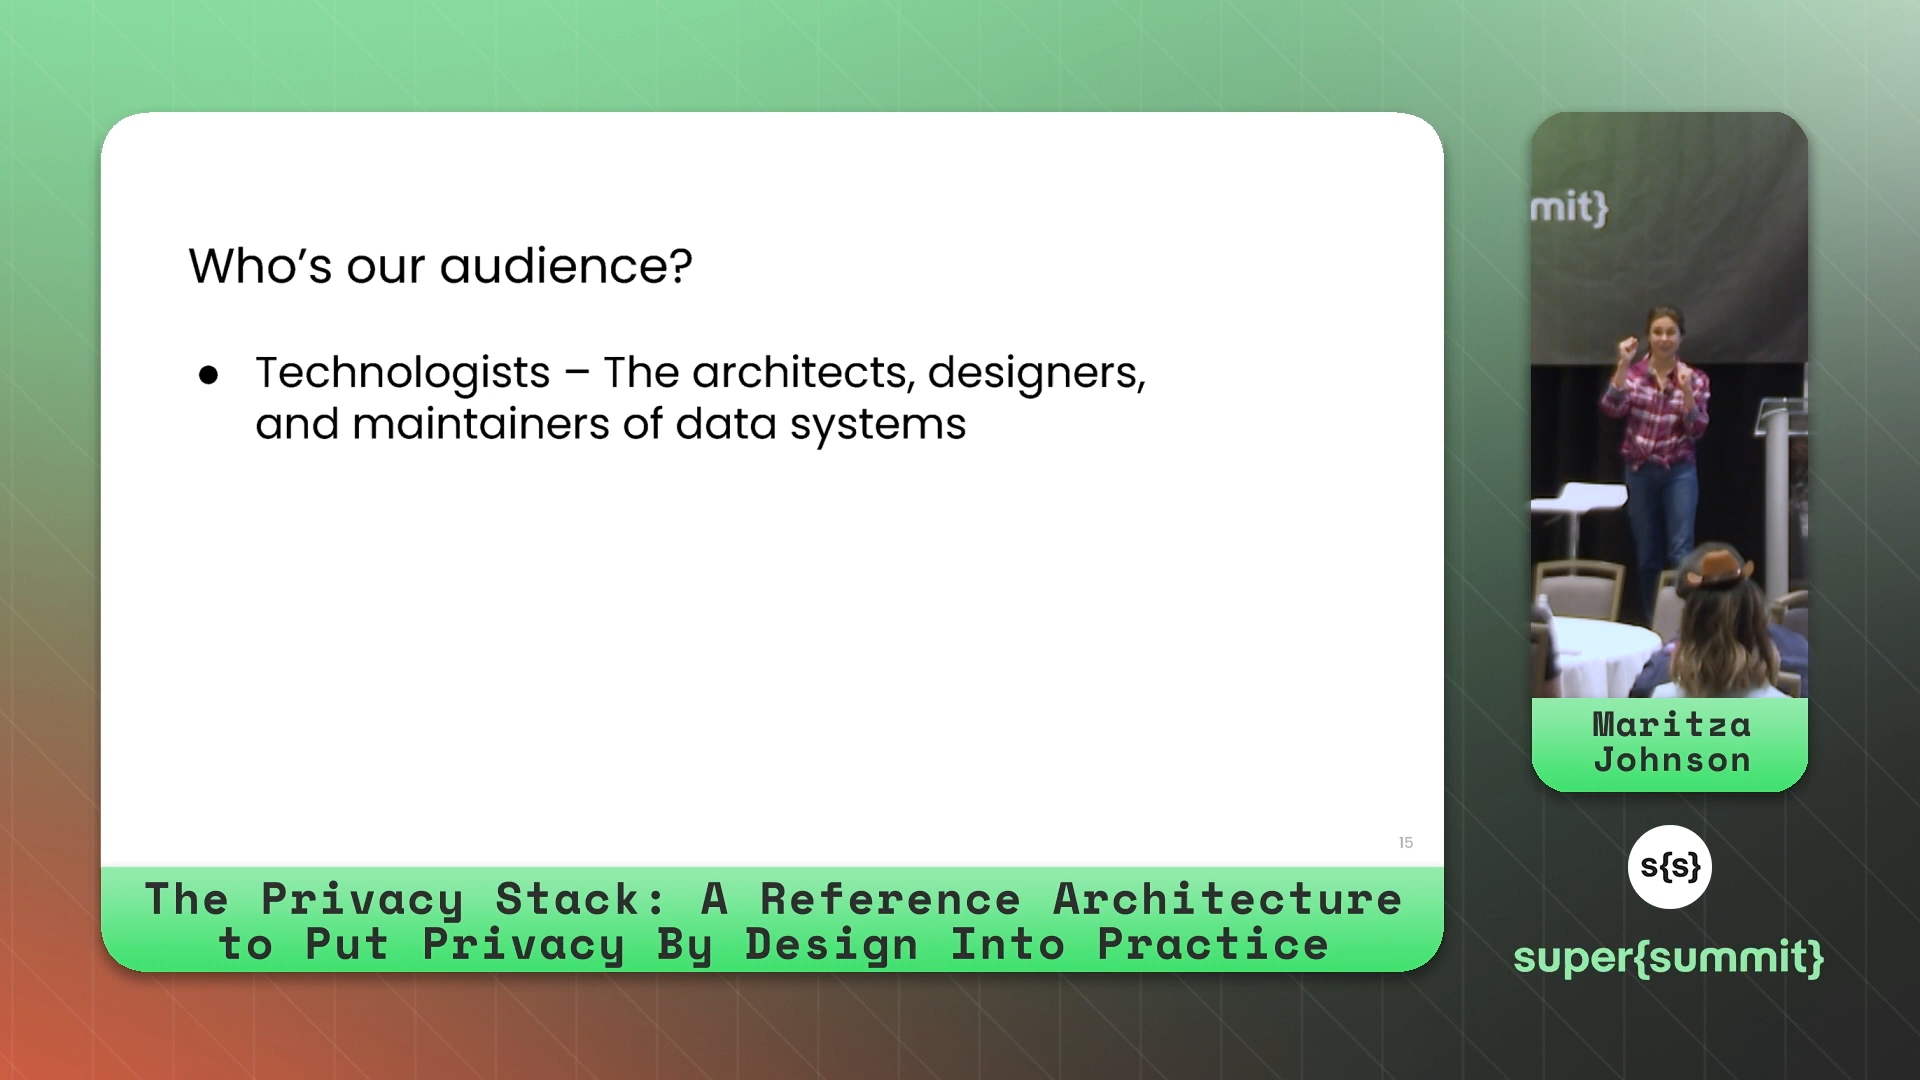 Who’s our audience?
● Technologists – The architects, designers,
and maintainers of data systems
15
The Privacy Stack: A Reference Architecture
to Put Privacy By Design Into Practice
mit}
Maritza
Johnson
s{s}
super{summit}